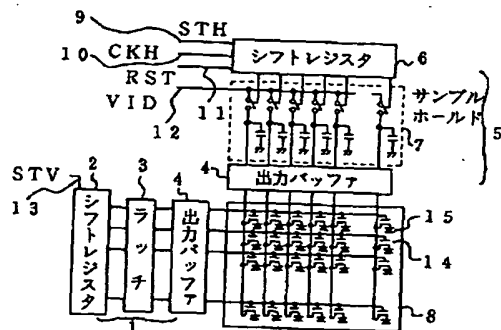 9
STH
10
CKH
RST
VID
11
12
シフトレジスタ
6
サンプル
ホールド
5
7
4
出力バッファ
STV
13
2
シフトレジスタ
3
ラッチ
4
出力バッファ
15
14
8
1